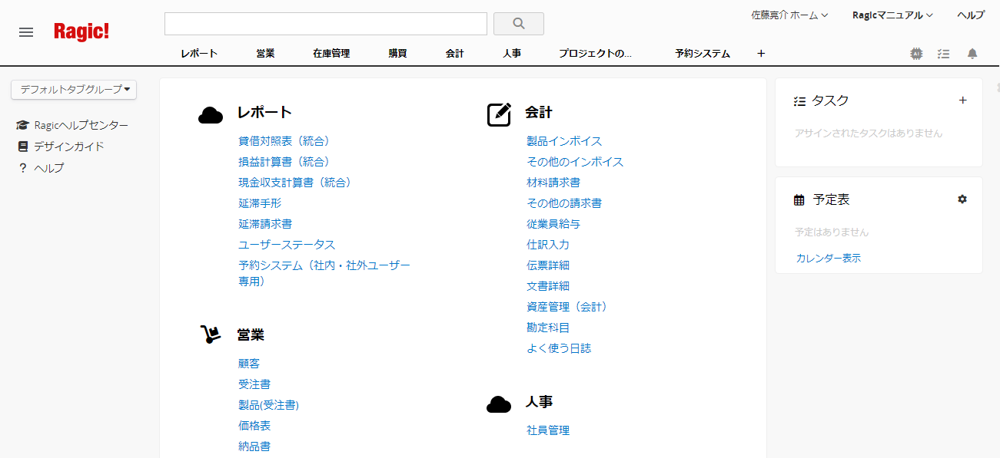 佐藤亮介 ホーム
Ragicマニュアル
ヘルプ
Ragic!
レポート
営業
在庫管理
購買
会計
人事
プロジェクトの...
予約システム
+
AI
デフォルトタブグループ
Ragicヘルプセンター
デザインガイド
? ヘルプ
レポート
貸借対照表（統合）
損益計算書（統合）
現金収支計算書（統合）
延滞手形
延滞請求書
ユーザーステータス
予約システム（社内・社外ユーザー
専用）
営業
顧客
受注書
製品(受注書)
価格表
納品書
会計
製品インボイス
その他のインボイス
材料請求書
その他の請求書
従業員給与
仕訳入力
伝票詳細
文書詳細
資産管理（会計）
勘定科目
よく使う日誌
人事
社員管理
タスク
+
アサインされたタスクはありません
予定表
予定はありません
カレンダー表示